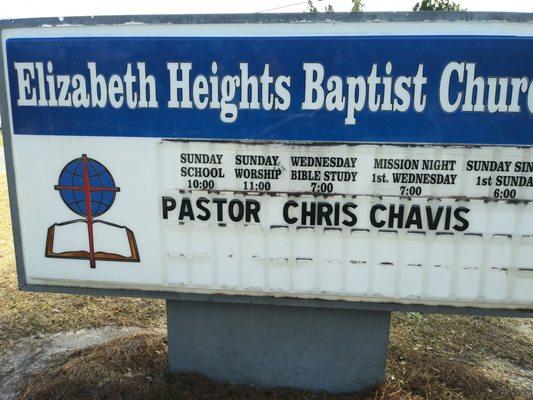 Elizabeth Heights Baptist Churc
SUNDAY SCHOOL 10:00
SUNDAY WORSHIP 11:00
WEDNESDAY BIBLE STUDY 7:00
MISSION NIGHT 1st. WEDNESDAY 7:00
SUNDAY SIN 1st SUNDA 6:00
PASTOR CHRIS CHAVIS